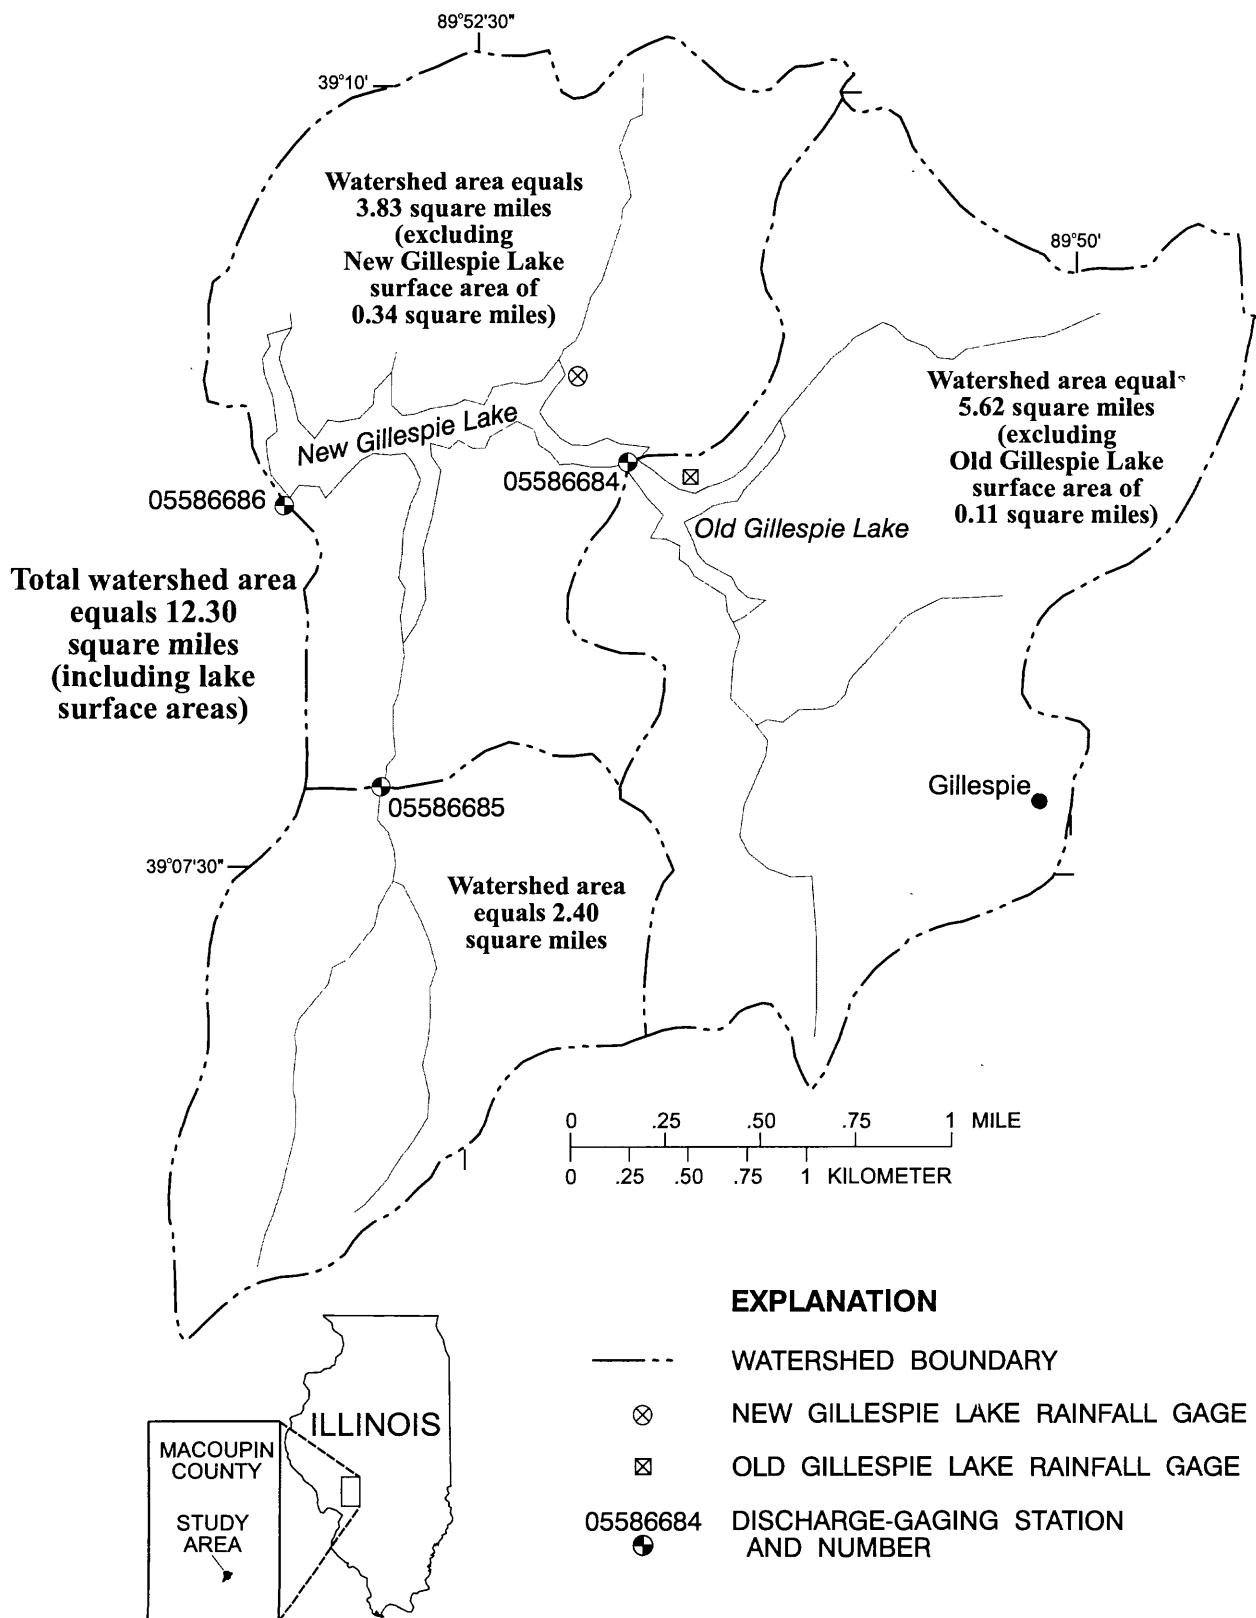 89°52'30"
39°10'
Watershed area equals
3.83 square miles
(excluding
New Gillespie Lake
surface area of
0.34 square miles)
89°50'
Watershed area equals
5.62 square miles
(excluding
Old Gillespie Lake
surface area of
0.11 square miles)
New Gillespie Lake
05586684
05586686
Old Gillespie Lake
Total watershed area
equals 12.30
square miles
(including lake
surface areas)
Gillespie
05586685
39°07'30"
Watershed area
equals 2.40
square miles
0 .25 .50 .75 1 MILE
0 .25 .50 .75 1 KILOMETER
EXPLANATION
WATERSHED BOUNDARY
NEW GILLESPIE LAKE RAINFALL GAGE
OLD GILLESPIE LAKE RAINFALL GAGE
05586684 DISCHARGE-GAGING STATION
AND NUMBER
ILLINOIS
MACOUPIN
COUNTY
STUDY
AREA